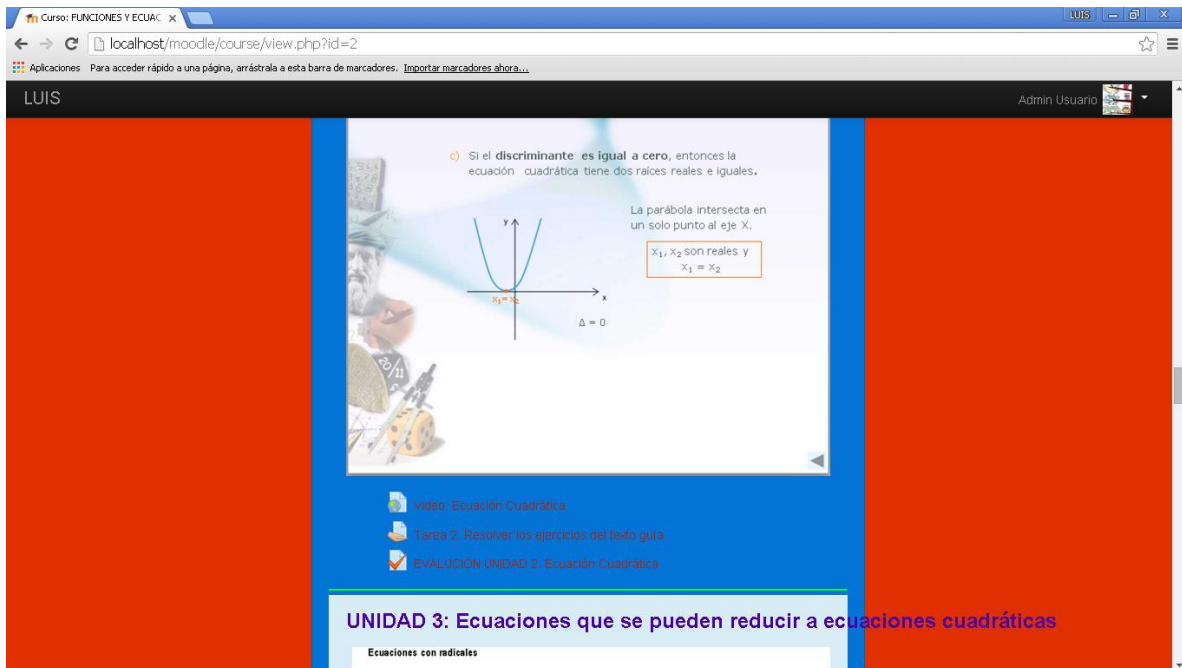 Curso: FUNCIONES Y ECUAC
LUIS
localhost/moodle/course/view.php?id=2
Aplicaciones Para acceder rápido a una página, arrástrala a esta barra de marcadores. Importar marcadores ahora...
LUIS
Admin Usuario
c) Si el discriminante es igual a cero, entonces la
ecuación cuadrática tiene dos raíces reales e iguales.
La parábola intersecta en
un solo punto al eje X.
x₁, x₂ son reales y
x₁ = x₂
y
x
x₁= x₂
Δ = 0
20/11
Video: Ecuación Cuadrática
Tarea 2: Resolver los ejercicios del texto guía
EVALUCIÓN UNIDAD 2. Ecuación Cuadrática
UNIDAD 3: Ecuaciones que se pueden reducir a ecuaciones cuadráticas
Ecuaciones con radicales